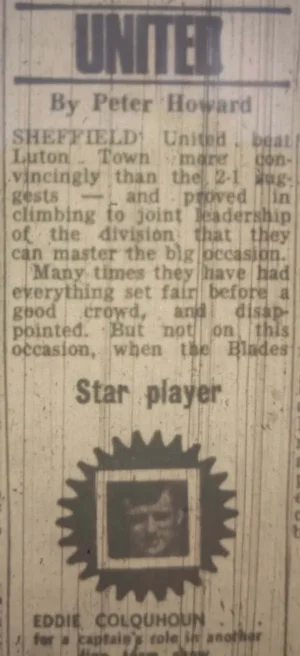 UNITED
By Peter Howard
SHEFFIELD United beat
Luton Town more con-
vincingly than the 2-1 sug-
gests — and proved in
climbing to joint leadership
of the division that they
can master the big occasion.
Many times they have had
everything set fair before a
good crowd, and disap-
pointed. But not on this
occasion, when the Blades
Star player
EDDIE COLQUHOUN
for a captain's role in another
team show